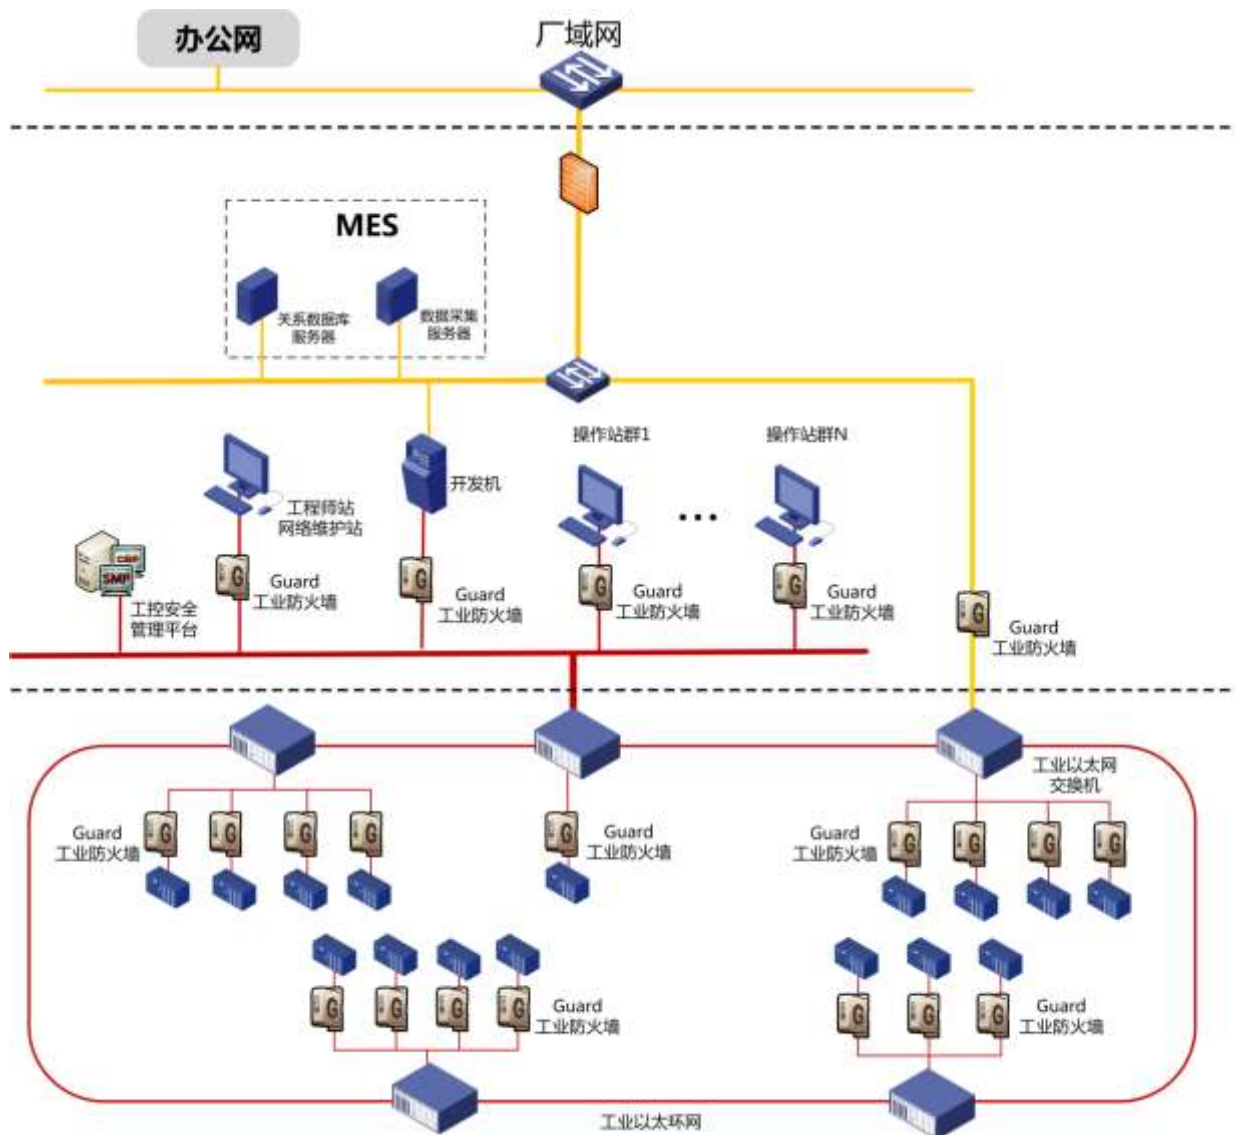 办公网
厂域网
MES
关系数据库
服务器
数据采集
服务器
操作站群1
操作站群N
工程师站
网络维护站
开发机
SMP
工控安全
管理平台
Guard
工业防火墙
Guard
工业防火墙
Guard
工业防火墙
Guard
工业防火墙
Guard
工业防火墙
G
G
G
G
G
工业以太网
交换机
Guard
工业防火墙
G
G
G
G
G
Guard
工业防火墙
Guard
工业防火墙
G
G
G
G
G
G
G
G
Guard
工业防火墙
G
G
G
Guard
工业防火墙
工业以太环网